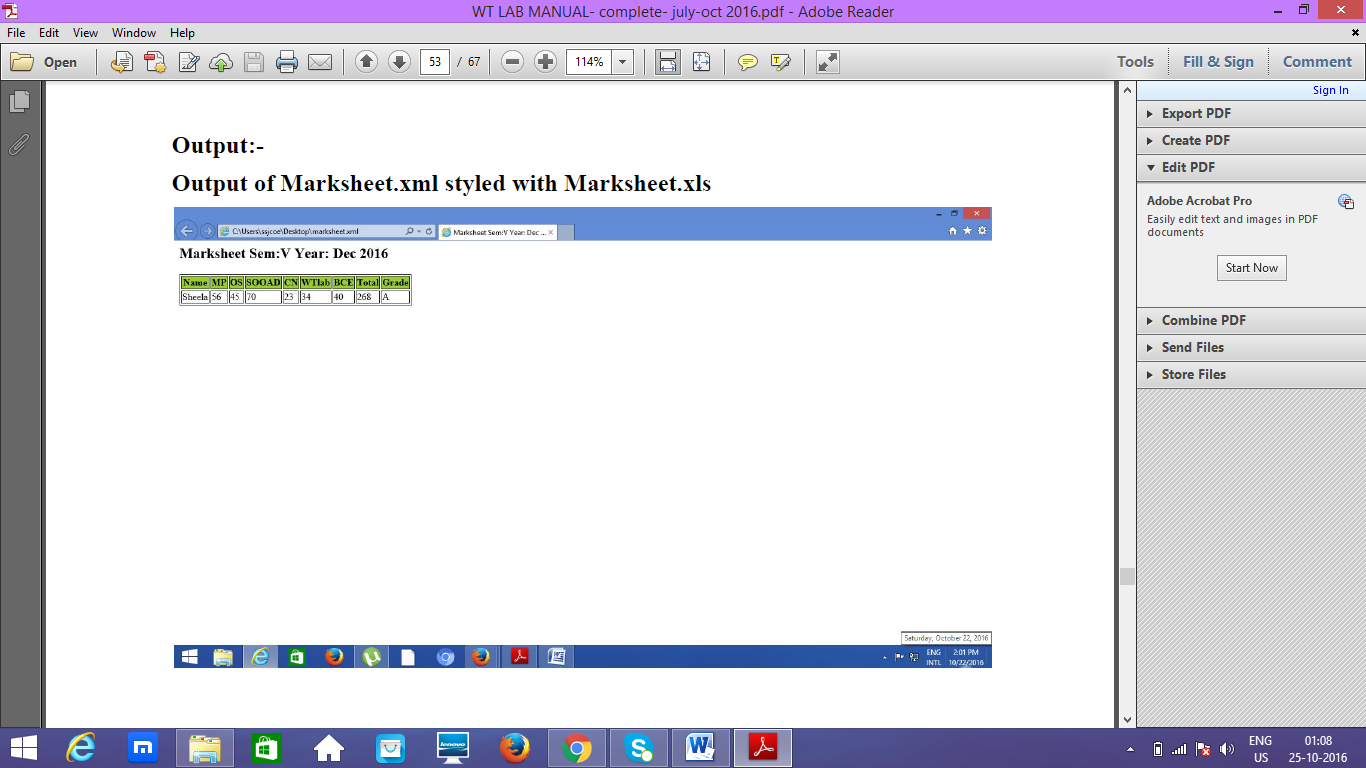 WT LAB MANUAL- complete- july-oct 2016.pdf - Adobe Reader
File Edit View Window Help
Open 53 / 67 114% Tools Fill & Sign Comment
Sign In
Export PDF
Create PDF
Edit PDF
Adobe Acrobat Pro
Easily edit text and images in PDF
documents
Start Now
Combine PDF
Send Files
Store Files
Output:-
Output of Marksheet.xml styled with Marksheet.xls
C:\Users\ssjcoe\Desktop\marksheet.xml Marksheet Sem:V Year: Dec ...
Marksheet Sem:V Year: Dec 2016
Name MP OS SOOAD CN WTlab BCE Total Grade
Sheela 56 45 70 23 34 40 268 A
Saturday, October 22, 2016
ENG 2:01 PM
INTL 10/22/2016
lenovo
ENG 01:08
US 25-10-2016